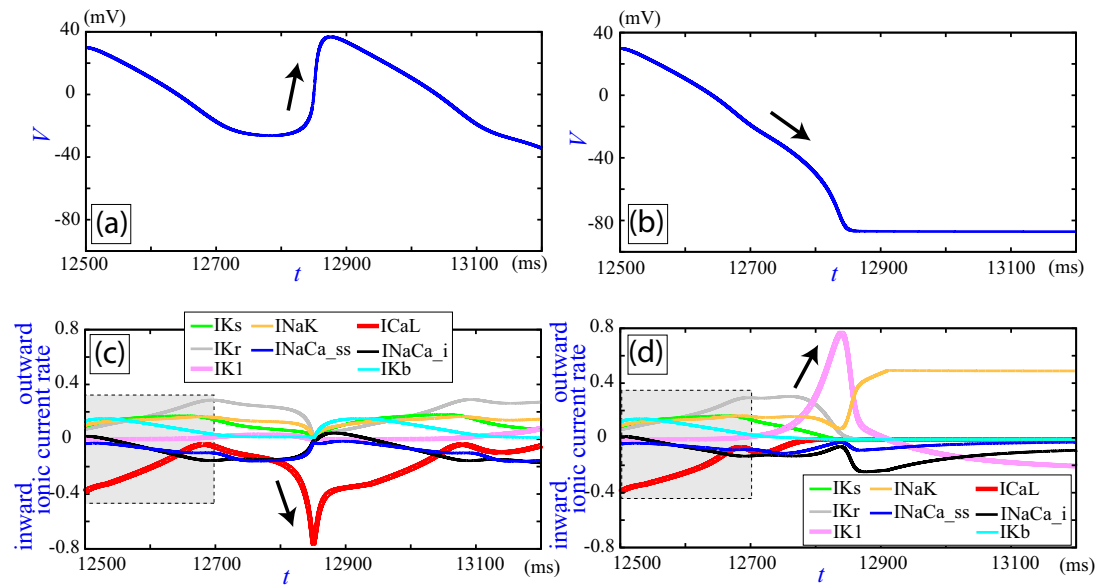 (mV)
40
0
-40
-80
V
(a)
12500 12700 12900 13100 (ms)
t
(mV)
40
0
-40
-80
V
(b)
12500 12700 12900 13100 (ms)
t
0.8
0.4
0
-0.4
-0.8
inward outward
ionic current rate
(c)
IKs INaK ICaL
IKr INaCa_ss INaCa_i
IK1 IKb
12500 12700 12900 13100 (ms)
t
0.8
0.4
0
-0.4
-0.8
inward outward
ionic current rate
(d)
IKs INaK ICaL
IKr INaCa_ss INaCa_i
IK1 IKb
12500 12700 12900 13100 (ms)
t